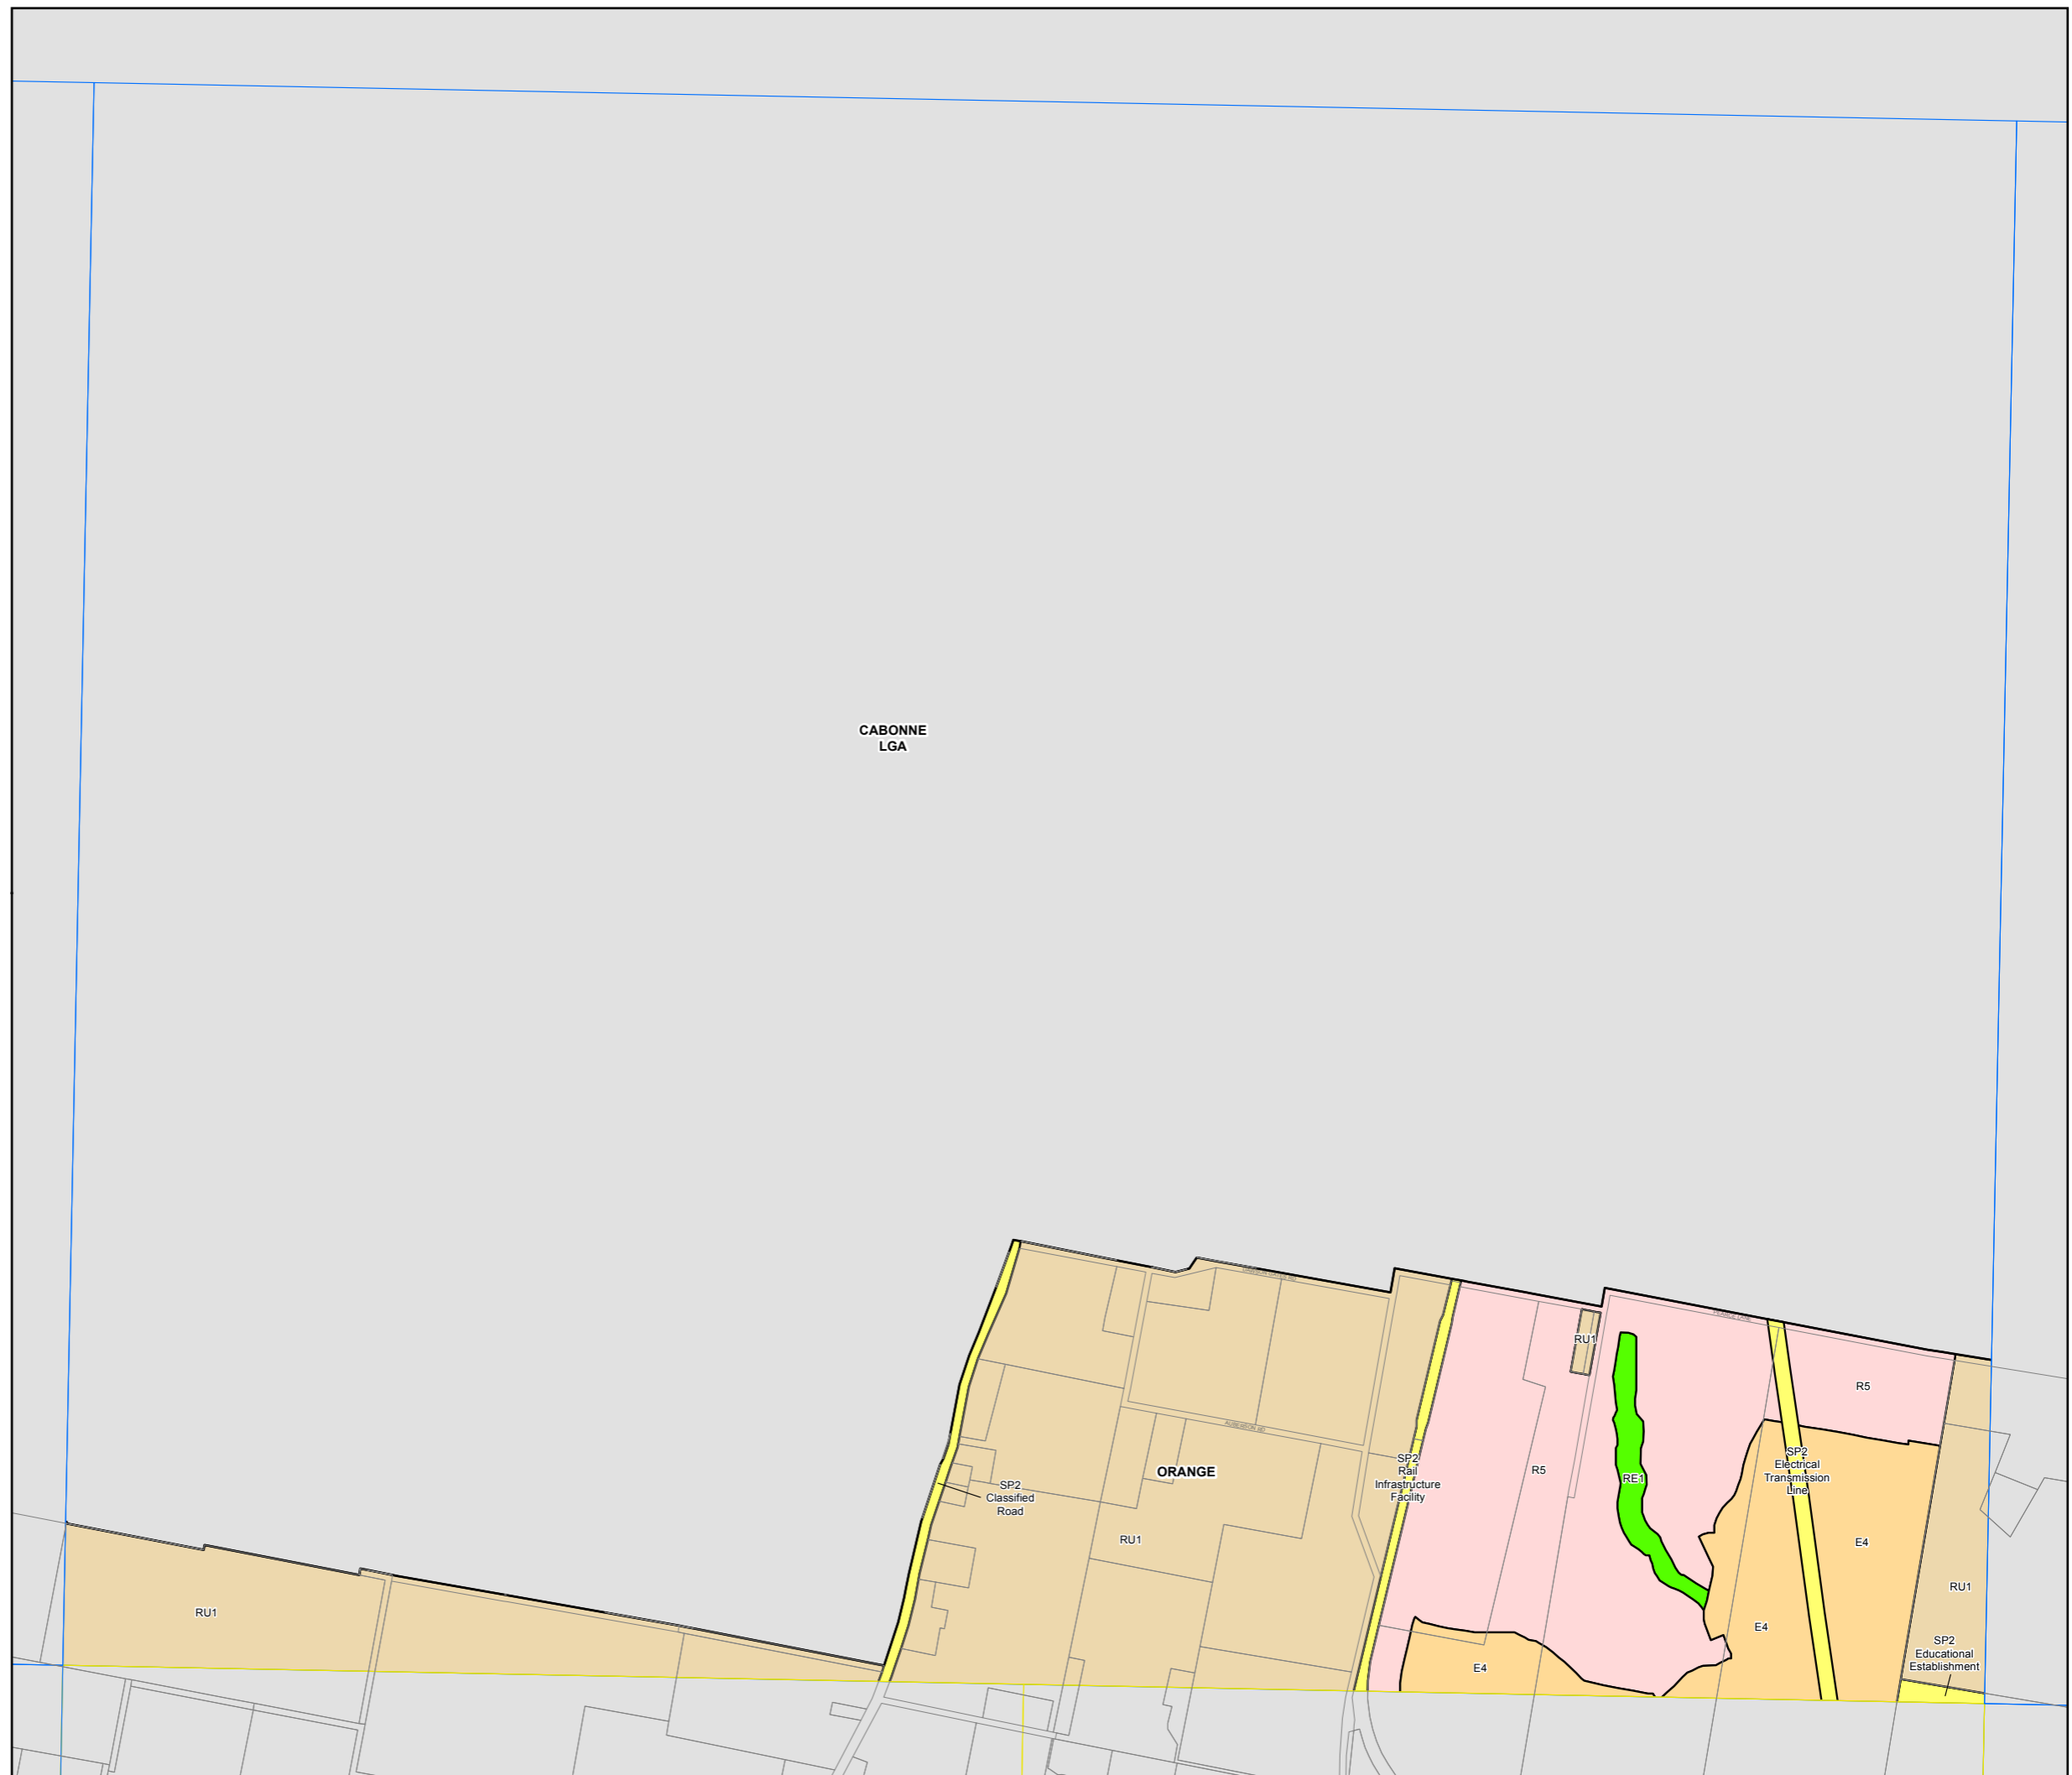 CABONNE
LGA
RU1
R5
SP2
Electrical
Transmission
Line
ORANGE
SP2
Rail
Infrastructure
Facility
R5
RE1
SP2
Classified
Road
RU1
E4
RU1
RU1
E4
SP2
Educational
Establishment
E4